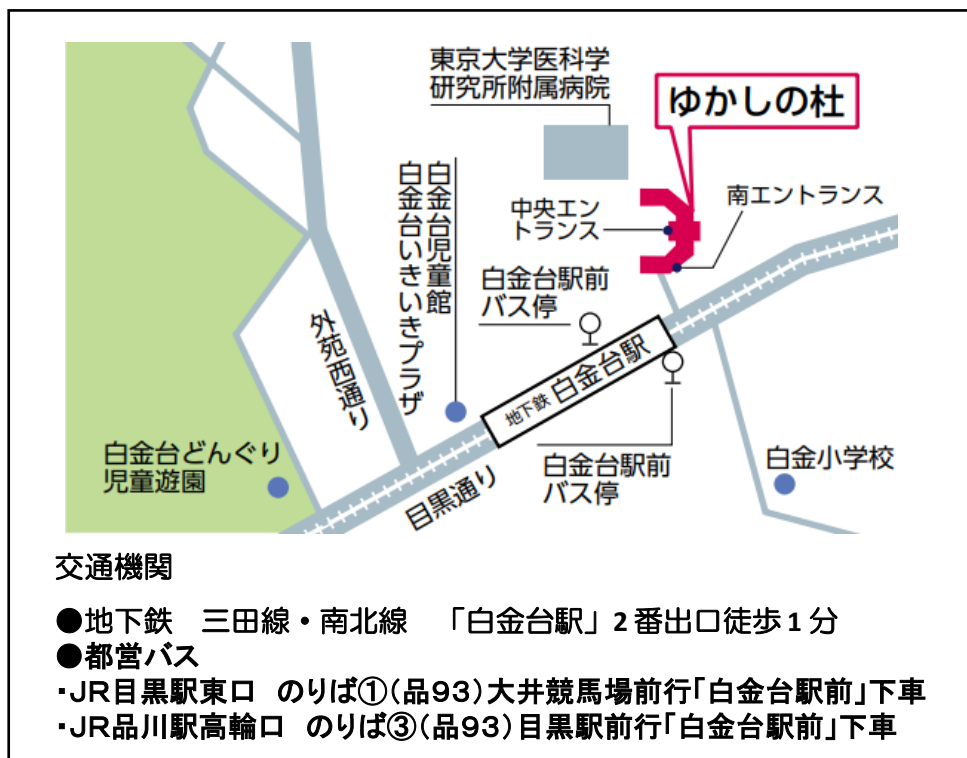 東京大学医科学
研究所附属病院
ゆかしの杜
南エントランス
中央エン
トランス
白金台児童館
白金台いきいきプラザ
白金台駅前
バス停
外苑西通り
地下鉄 白金台駅
白金台どんぐり
児童遊園
目黒通り
白金台駅前
バス停
白金小学校
交通機関
●地下鉄　三田線・南北線　「白金台駅」2番出口徒歩1分
●都営バス
・JR目黒駅東口　のりば①(品93)大井競馬場前行「白金台駅前」下車
・JR品川駅高輪口　のりば③(品93)目黒駅前行「白金台駅前」下車